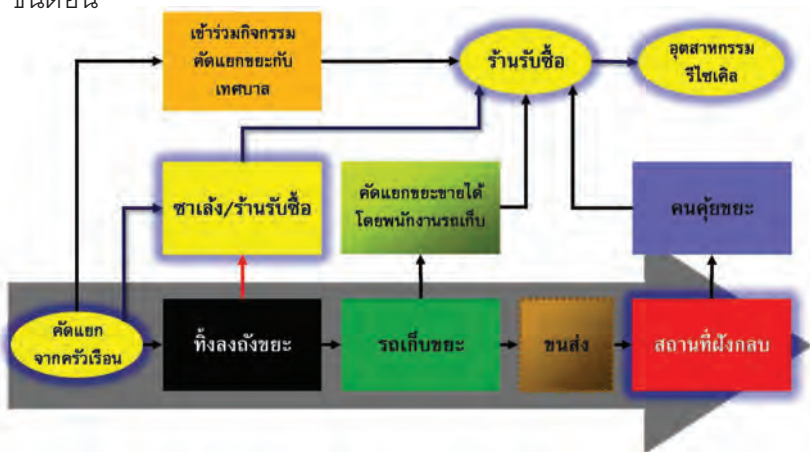 ขั้นตอน
เข้าร่วมกิจกรรม
คัดแยกขยะกับ
เทศบาล
ร้านรับซื้อ
อุตสาหกรรม
รีไซเคิล
ซาเล้ง/ร้านรับซื้อ
คัดแยกขยะขายได้
โดยพนักงานรถเก็บ
คนคุ้ยขยะ
คัดแยก
จากครัวเรือน
ทิ้งลงถังขยะ
รถเก็บขยะ
ขนส่ง
สถานที่ฝังกลบ